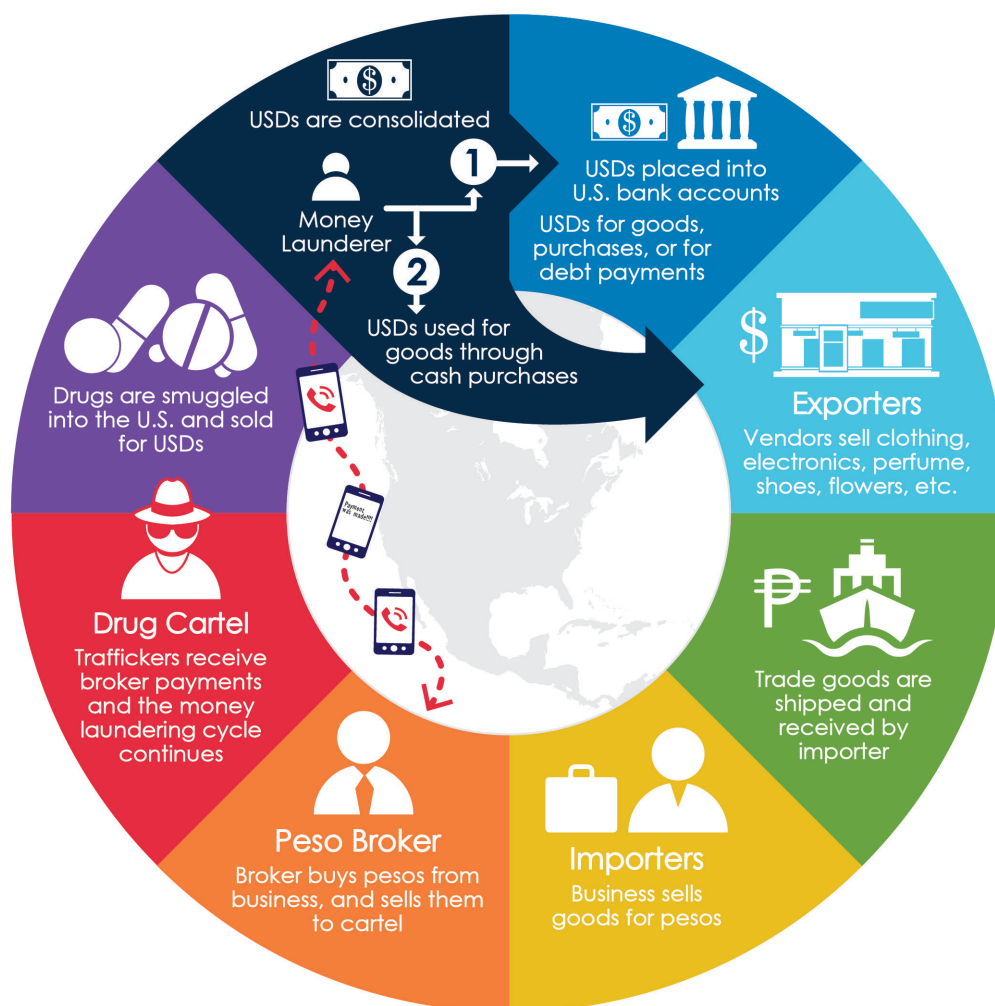 USDs are consolidated
Money
Launderer
1
2
USDs used for
goods through
cash purchases
$
$
USDs placed into
U.S. bank accounts
USDs for goods,
purchases, or for
debt payments
$
Exporters
Vendors sell clothing,
electronics, perfume,
shoes, flowers, etc.
₱
Trade goods are
shipped and
received by
importer
Importers
Business sells
goods for pesos
Peso Broker
Broker buys pesos from
business, and sells them
to cartel
Drug Cartel
Traffickers receive
broker payments
and the money
laundering cycle
continues
Drugs are smuggled
into the U.S. and sold
for USDs
Payment
was made!!!!